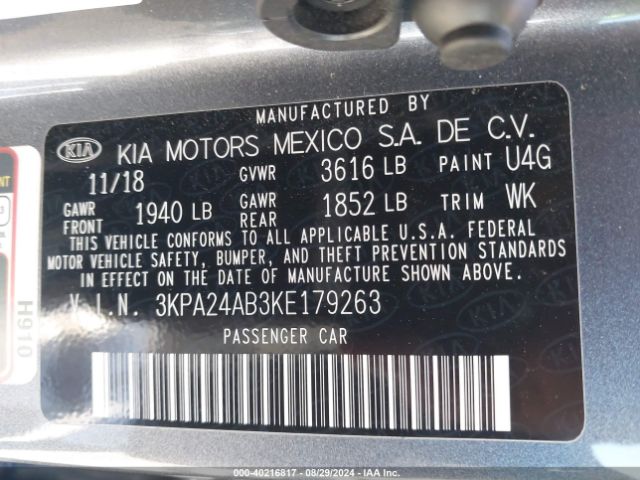 MANUFACTURED BY
KIA KIA MOTORS MEXICO S.A. DE C.V.
11/18 GVWR 3616 LB PAINT U4G
GAWR FRONT 1940 LB GAWR REAR 1852 LB TRIM WK
THIS VEHICLE CONFORMS TO ALL APPLICABLE U.S.A. FEDERAL
MOTOR VEHICLE SAFETY, BUMPER, AND THEFT PREVENTION STANDARDS
IN EFFECT ON THE DATE OF MANUFACTURE SHOWN ABOVE.
V.I.N. 3KPA24AB3KE179263
PASSENGER CAR
H910
000-40216817 - 08/29/2024 - IAA Inc.